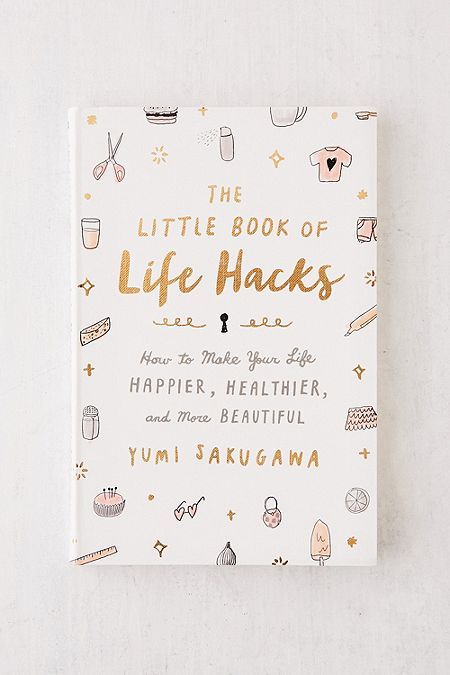 THE
LITTLE BOOK OF
Life Hacks
How to Make Your Life
HAPPIER, HEALTHIER,
and More BEAUTIFUL
YUMI SAKUGAWA